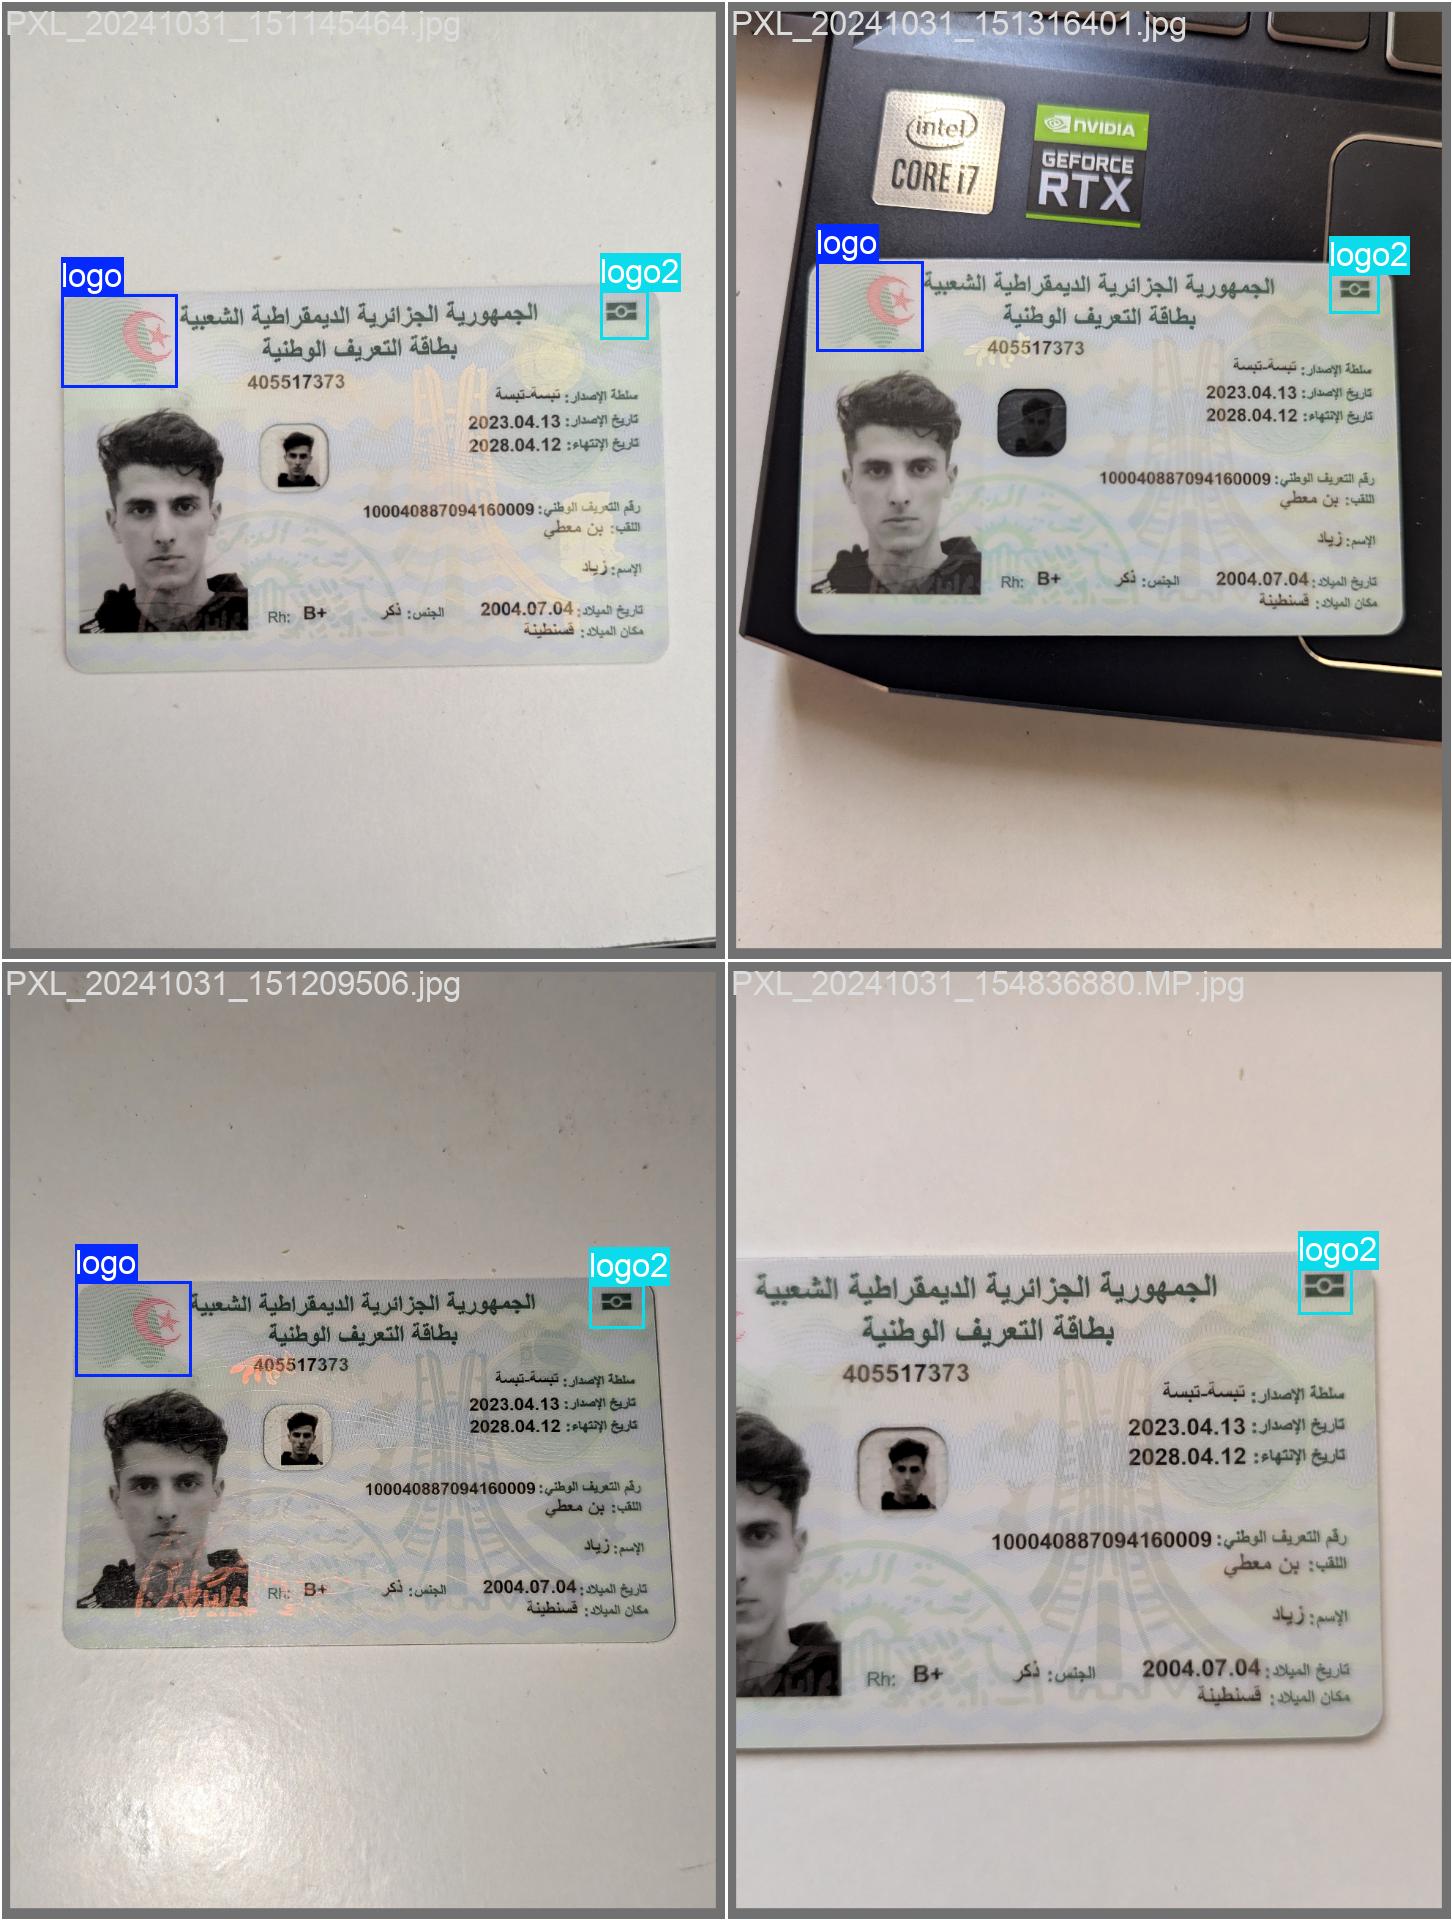 PXL_20241031_151145464.jpg
logo
logo2
الجمهورية الجزائرية الديمقراطية الشعبية
بطاقة التعريف الوطنية
405517373
سلطة الإصدار: تبسة-تبسة
تاريخ الإصدار: 2023.04.13
تاريخ الإنتهاء: 2028.04.12
رقم التعريف الوطني: 100040887094160009
اللقب: بن معطي
الإسم: زياد
تاريخ الميلاد: 2004.07.04 الجنس: ذكر Rh: B+
مكان الميلاد: قسنطينة
PXL_20241031_151316401.jpg
intel
CORE i7
NVIDIA
GEFORCE
RTX
logo
logo2
الجمهورية الجزائرية الديمقراطية الشعبية
بطاقة التعريف الوطنية
405517373
سلطة الإصدار: تبسة-تبسة
تاريخ الإصدار: 2023.04.13
تاريخ الإنتهاء: 2028.04.12
رقم التعريف الوطني: 100040887094160009
اللقب: بن معطي
الإسم: زياد
تاريخ الميلاد: 2004.07.04 الجنس: ذكر Rh: B+
مكان الميلاد: قسنطينة
PXL_20241031_151209506.jpg
logo
logo2
الجمهورية الجزائرية الديمقراطية الشعبية
بطاقة التعريف الوطنية
405517373
سلطة الإصدار: تبسة-تبسة
تاريخ الإصدار: 2023.04.13
تاريخ الإنتهاء: 2028.04.12
رقم التعريف الوطني: 100040887094160009
اللقب: بن معطي
الإسم: زياد
تاريخ الميلاد: 2004.07.04 الجنس: ذكر Rh: B+
مكان الميلاد: قسنطينة
PXL_20241031_154836880.MP.jpg
logo2
الجمهورية الجزائرية الديمقراطية الشعبية
بطاقة التعريف الوطنية
405517373
سلطة الإصدار: تبسة-تبسة
تاريخ الإصدار: 2023.04.13
تاريخ الإنتهاء: 2028.04.12
رقم التعريف الوطني: 100040887094160009
اللقب: بن معطي
الإسم: زياد
تاريخ الميلاد: 2004.07.04 الجنس: ذكر Rh: B+
مكان الميلاد: قسنطينة